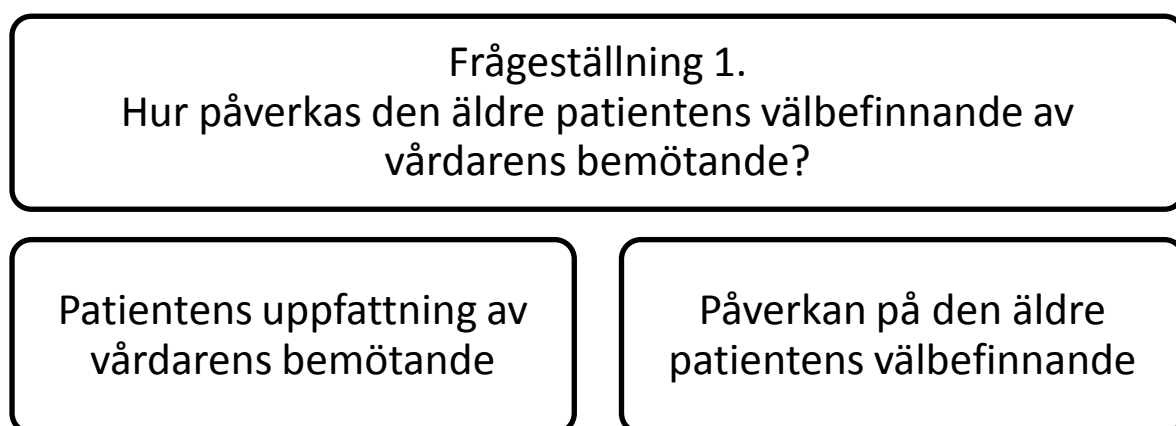 Frågeställning 1.
Hur påverkas den äldre patientens välbefinnande av
vårdarens bemötande?
Patientens uppfattning av
vårdarens bemötande
Påverkan på den äldre
patientens välbefinnande